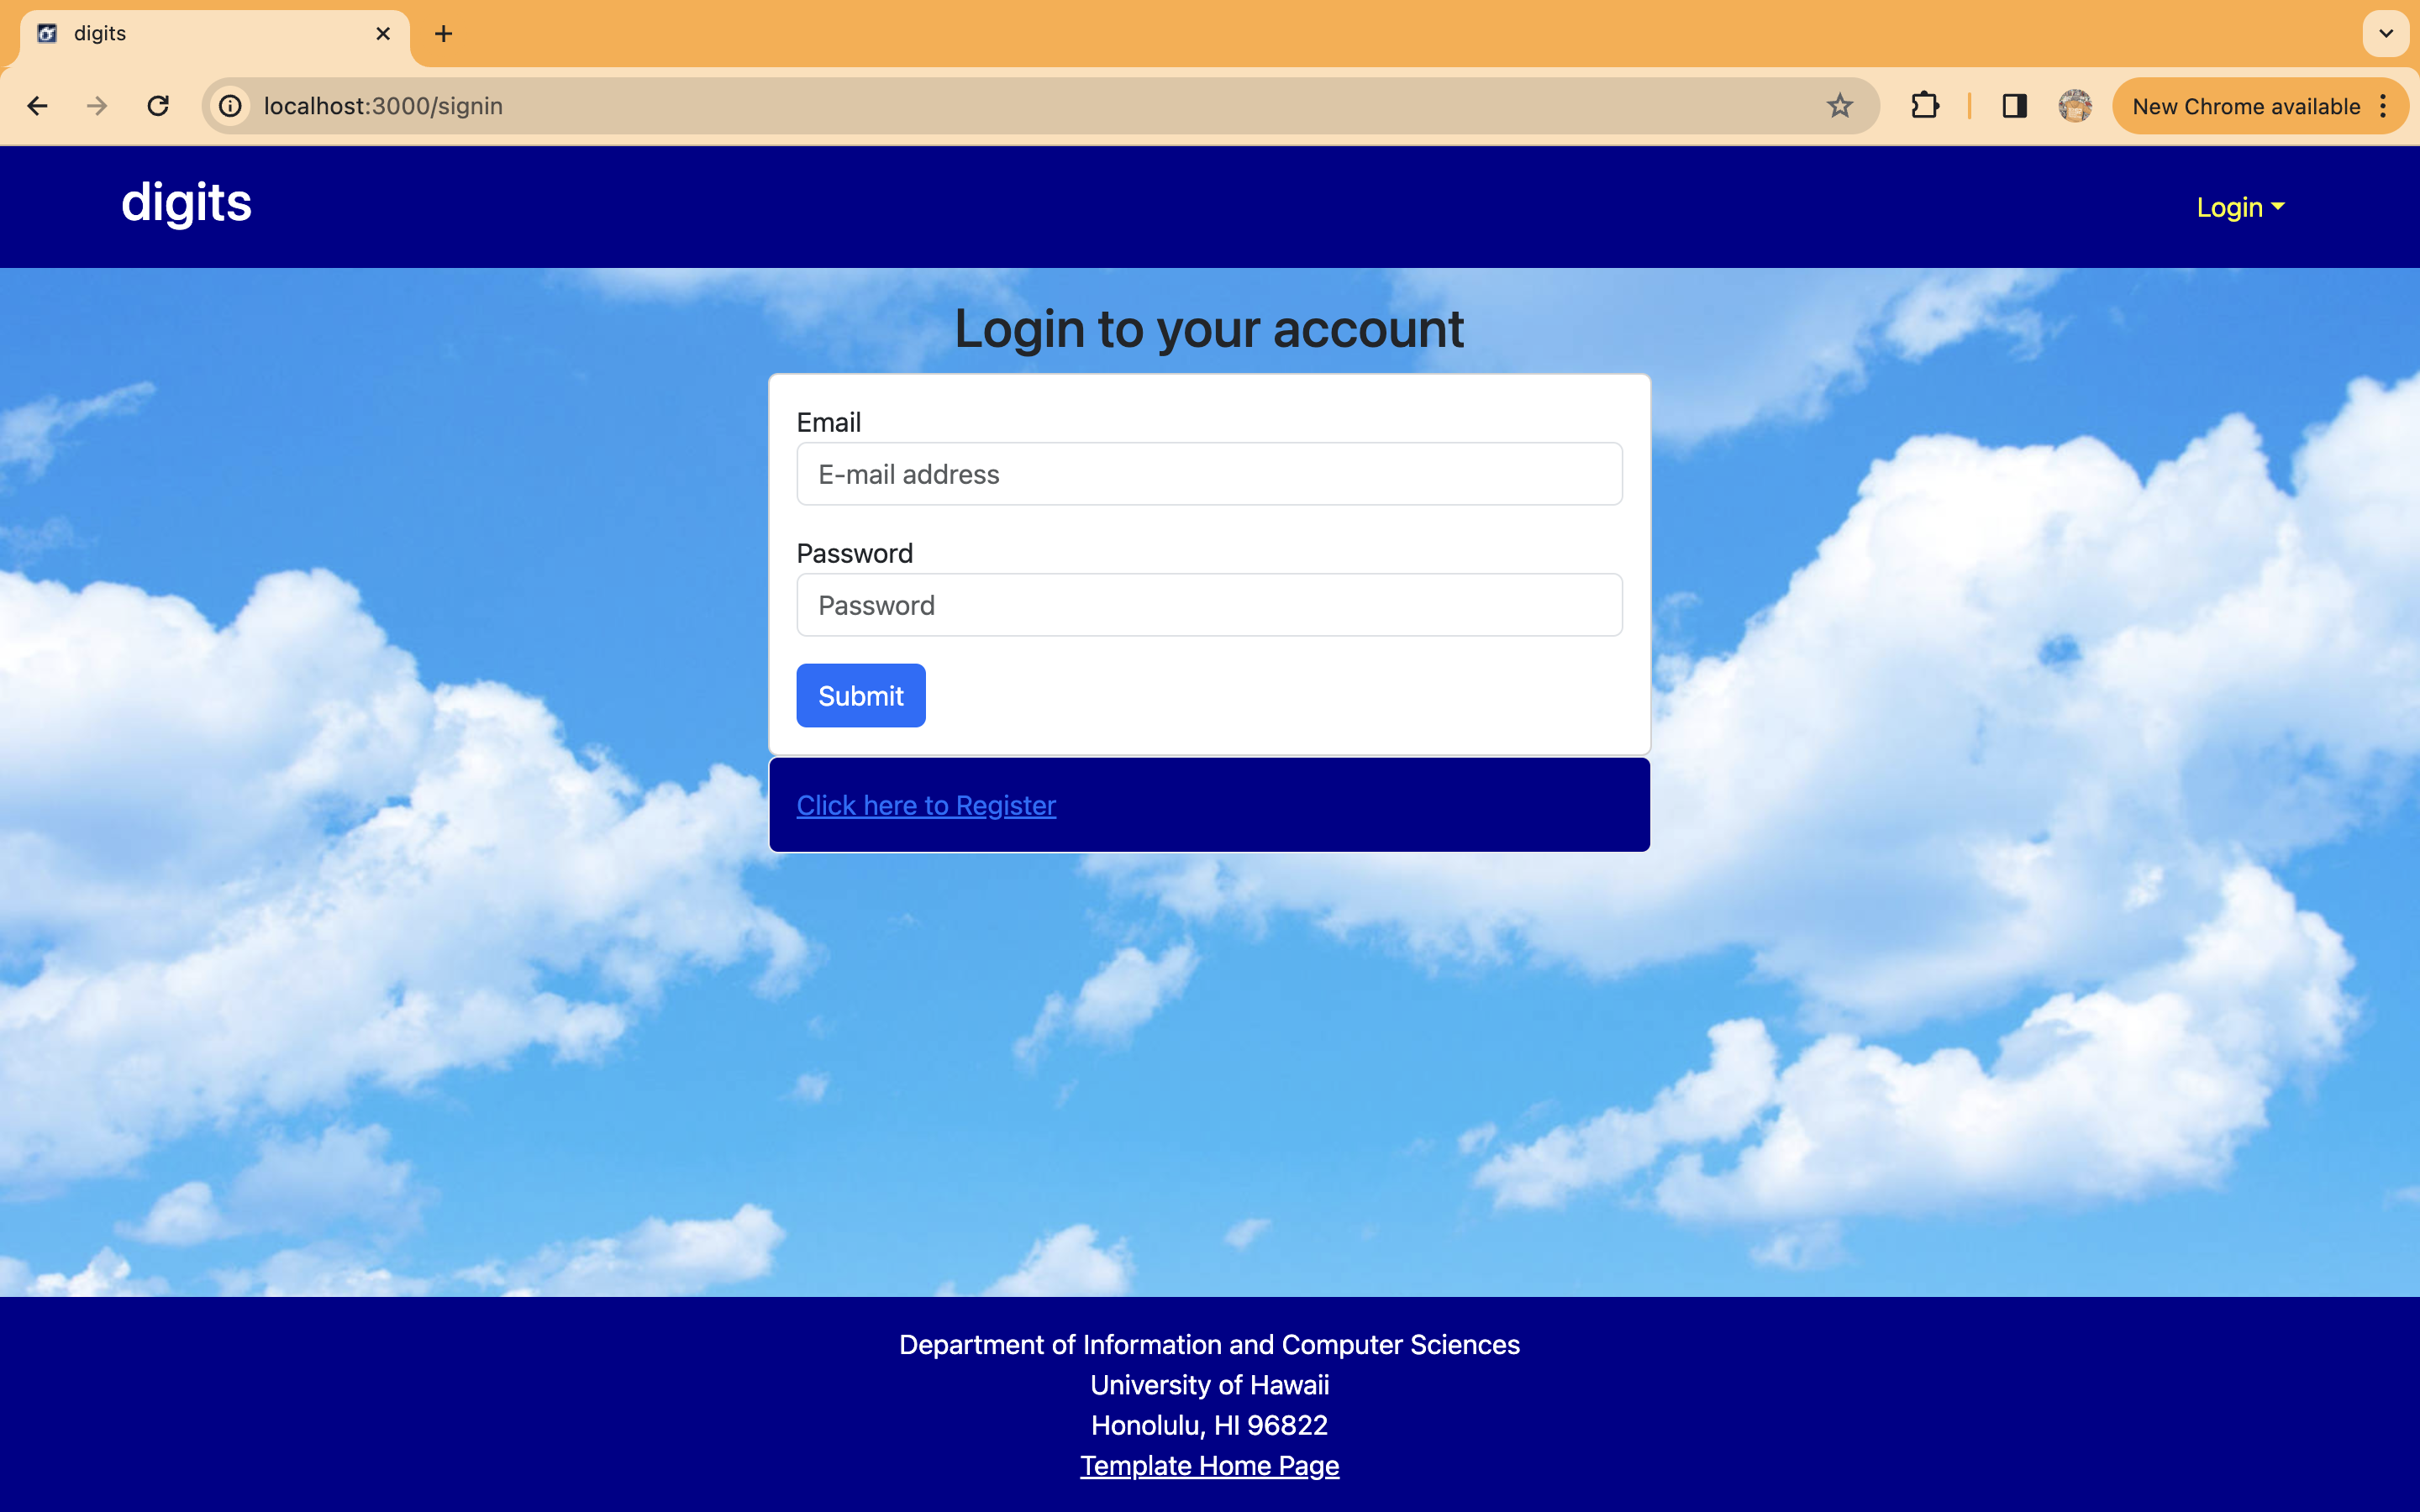 digits
localhost:3000/signin
New Chrome available
digits
Login
Login to your account
Email
E-mail address
Password
Password
Submit
Click here to Register
Department of Information and Computer Sciences
University of Hawaii
Honolulu, HI 96822
Template Home Page